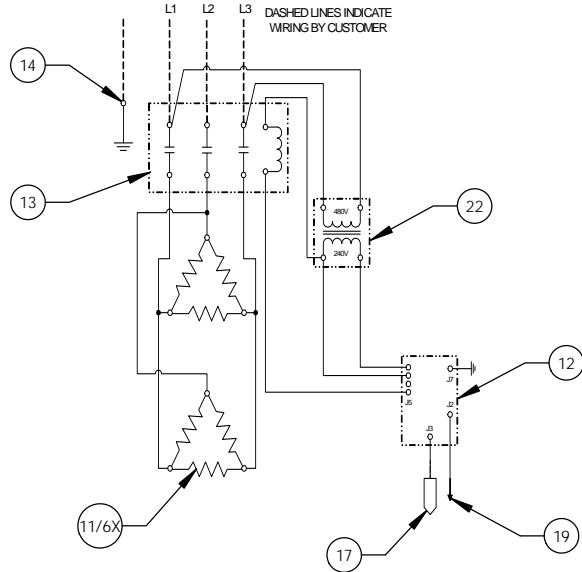 L1 L2 L3 DASHED LINES INDICATE
WIRING BY CUSTOMER
14
13
480V
22
240V
12
J7
J5
J2
J3
11/6X
17
19